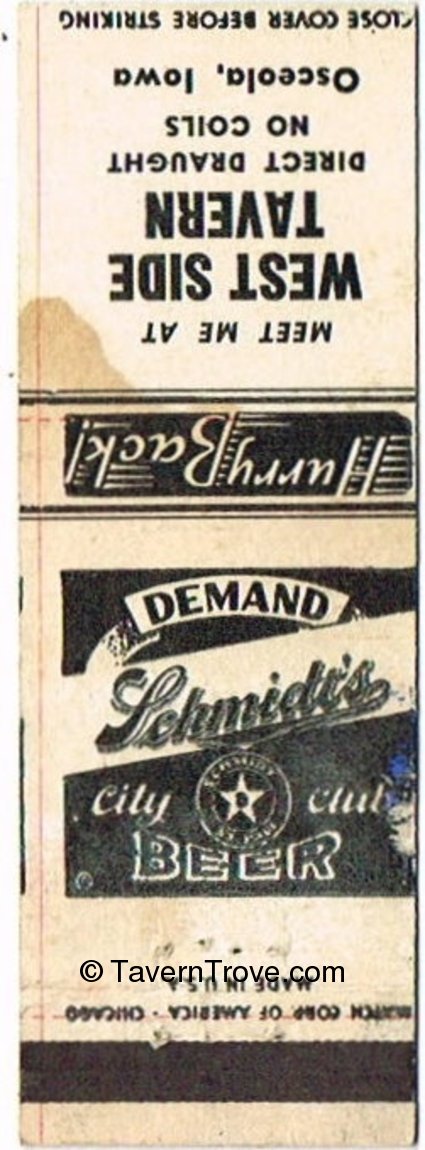 CLOSE COVER BEFORE STRIKING
Osceola, Iowa
NO COILS
DIRECT DRAUGHT
TAVERN
WEST SIDE
MEET ME AT
Hurry Back!
DEMAND
Schmidt's
City Club
SCHMIDT
BEER
© TavernTrove.com
MADE IN U.S.A.
MATCH CORP OF AMERICA - CHICAGO